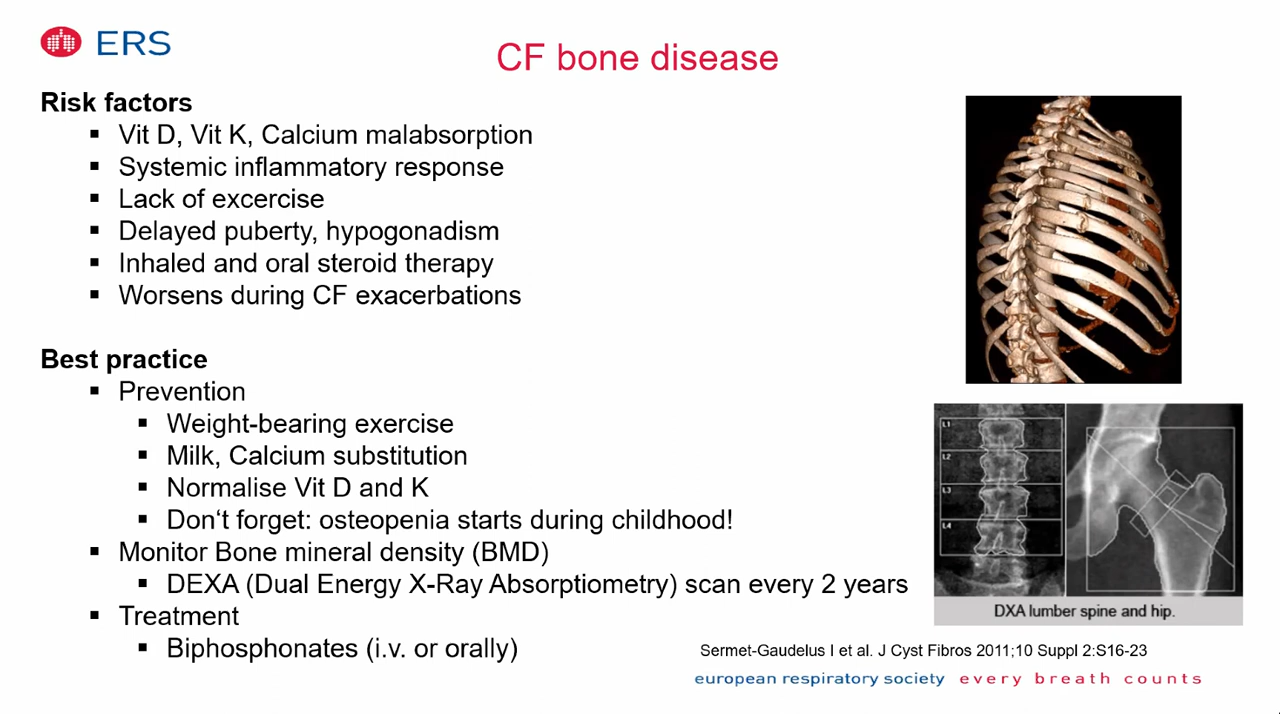 ERS
CF bone disease
Risk factors
▪ Vit D, Vit K, Calcium malabsorption
▪ Systemic inflammatory response
▪ Lack of excercise
▪ Delayed puberty, hypogonadism
▪ Inhaled and oral steroid therapy
▪ Worsens during CF exacerbations
Best practice
▪ Prevention
▪ Weight-bearing exercise
▪ Milk, Calcium substitution
▪ Normalise Vit D and K
▪ Don‘t forget: osteopenia starts during childhood!
▪ Monitor Bone mineral density (BMD)
▪ DEXA (Dual Energy X-Ray Absorptiometry) scan every 2 years
▪ Treatment
▪ Biphosphonates (i.v. or orally)
L1
L2
L3
L4
DXA lumber spine and hip.
Sermet-Gaudelus I et al. J Cyst Fibros 2011;10 Suppl 2:S16-23
european respiratory society every breath counts